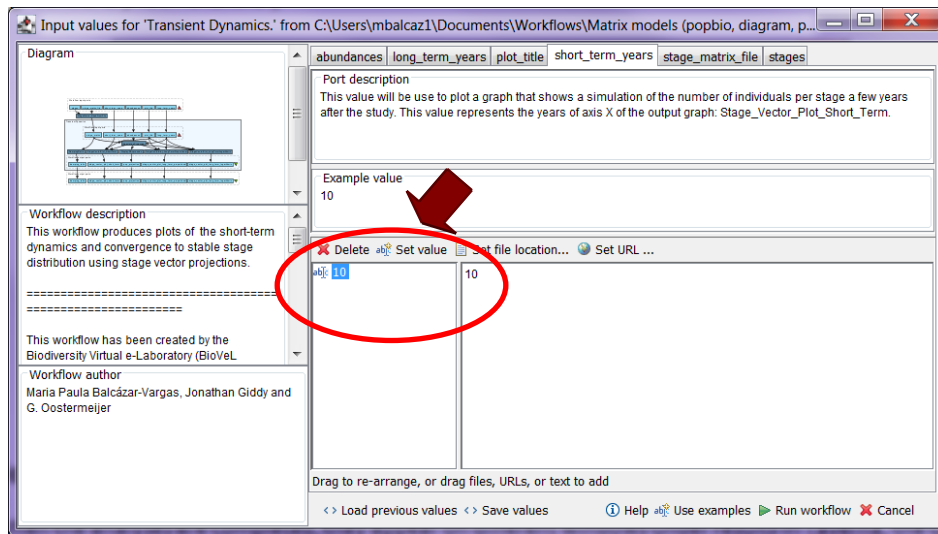 Input values for 'Transient Dynamics.' from C:\Users\mbalcaz1\Documents\Workflows\Matrix models (popbio, diagram, p...
Diagram
abundances long_term_years plot_title short_term_years stage_matrix_file stages
Port description
This value will be use to plot a graph that shows a simulation of the number of individuals per stage a few years
after the study. This value represents the years of axis X of the output graph: Stage_Vector_Plot_Short_Term.
Example value
10
Workflow description
This workflow produces plots of the short-term
dynamics and convergence to stable stage
distribution using stage vector projections.
====================================
======================
This workflow has been created by the
Biodiversity Virtual e-Laboratory (BioVeL
Delete Set value Set file location... Set URL ...
10
10
Workflow author
Maria Paula Balcázar-Vargas, Jonathan Giddy and
G. Oostermeijer
Drag to re-arrange, or drag files, URLs, or text to add
Load previous values Save values Help Use examples Run workflow Cancel